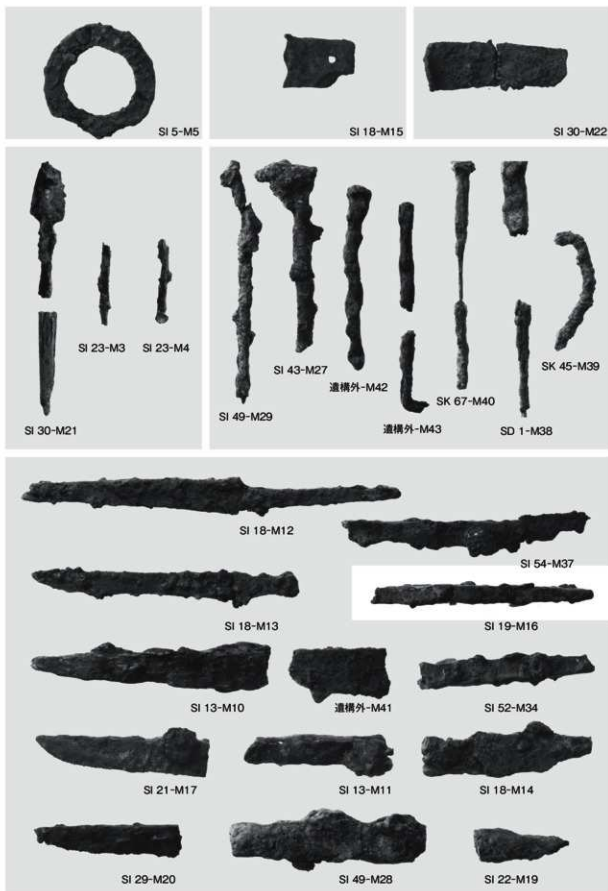 SI 5-M5
SI 18-M15
SI 30-M22
SI 23-M3
SI 23-M4
SI 30-M21
SI 49-M29
SI 43-M27
遺構外-M42
遺構外-M43
SK 67-M40
SD 1-M38
SK 45-M39
SI 18-M12
SI 54-M37
SI 18-M13
SI 19-M16
SI 13-M10
遺構外-M41
SI 52-M34
SI 21-M17
SI 13-M11
SI 18-M14
SI 29-M20
SI 49-M28
SI 22-M19